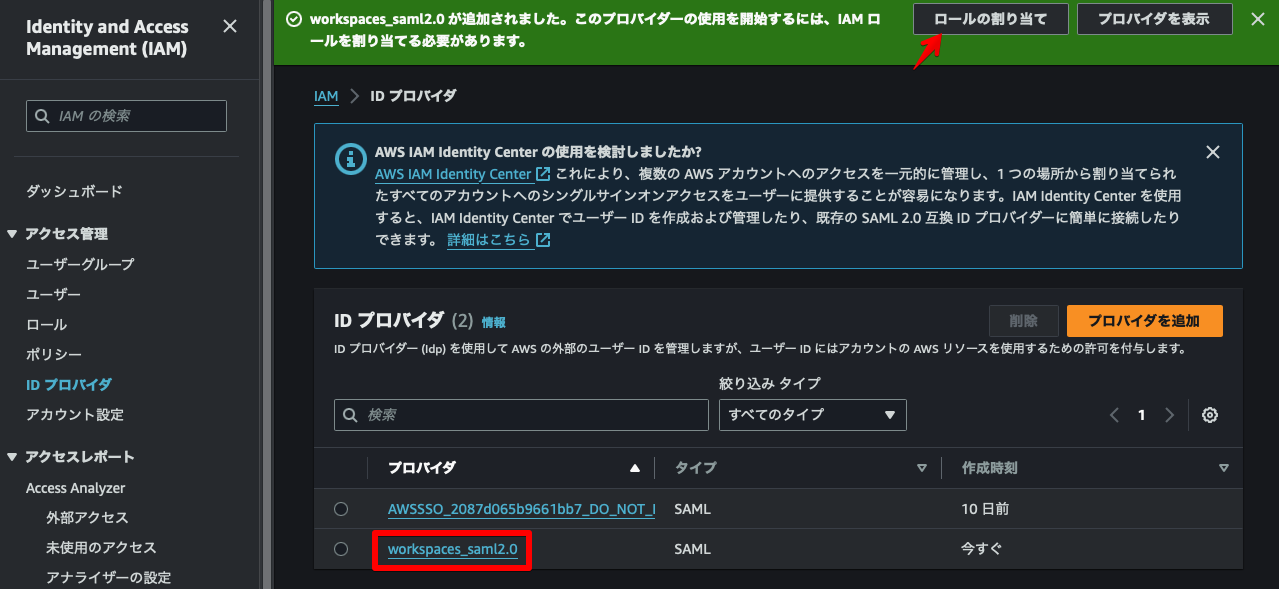 Identity and Access
Management (IAM)
IAM の検索
ダッシュボード
アクセス管理
ユーザーグループ
ユーザー
ロール
ポリシー
ID プロバイダ
アカウント設定
アクセスレポート
Access Analyzer
外部アクセス
未使用のアクセス
アナライザーの設定
workspaces_saml2.0 が追加されました。このプロバイダーの使用を開始するには、IAM ロ
ールを割り当てる必要があります。
ロールの割り当て
プロバイダを表示
IAM
ID プロバイダ
AWS IAM Identity Center の使用を検討しましたか?
AWS IAM Identity Center これにより、複数の AWS アカウントへのアクセスを一元的に管理し、1 つの場所から割り当てられ
たすべてのアカウントへのシングルサインオンアクセスをユーザーに提供することが容易になります。IAM Identity Center を使用
すると、IAM Identity Center でユーザー ID を作成および管理したり、既存の SAML 2.0 互換 ID プロバイダーに簡単に接続したり
できます。 詳細はこちら
ID プロバイダ (2) 情報
削除
プロバイダを追加
ID プロバイダー (Idp) を使用して AWS の外部のユーザー ID を管理しますが、ユーザー ID にはアカウントの AWS リソースを使用するための許可を付与します。
絞り込み タイプ
検索
すべてのタイプ
1
プロバイダ タイプ 作成時刻
AWSSSO_2087d065b9661bb7_DO_NOT_ SAML 10 日前
workspaces_saml2.0 SAML 今すぐ